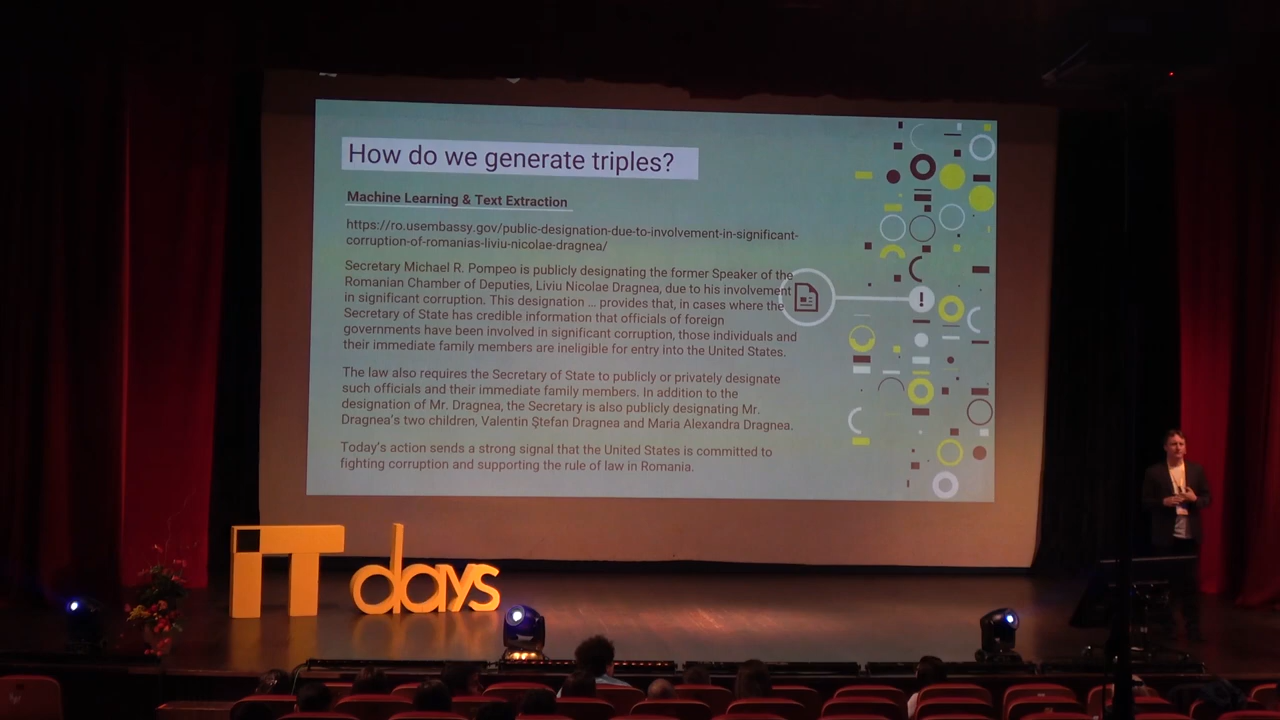 How do we generate triples?
Machine Learning & Text Extraction
https://ro.usembassy.gov/public-designation-due-to-involvement-in-significant-
corruption-of-romanias-liviu-nicolae-dragnea/
Secretary Michael R. Pompeo is publicly designating the former Speaker of the
Romanian Chamber of Deputies, Liviu Nicolae Dragnea, due to his involvement
in significant corruption. This designation ... provides that, in cases where the
Secretary of State has credible information that officials of foreign
governments have been involved in significant corruption, those individuals and
their immediate family members are ineligible for entry into the United States.
The law also requires the Secretary of State to publicly or privately designate
such officials and their immediate family members. In addition to the
designation of Mr. Dragnea, the Secretary is also publicly designating Mr.
Dragnea's two children, Valentin Ştefan Dragnea and Maria Alexandra Dragnea.
Today's action sends a strong signal that the United States is committed to
fighting corruption and supporting the rule of law in Romania.
!
iT days